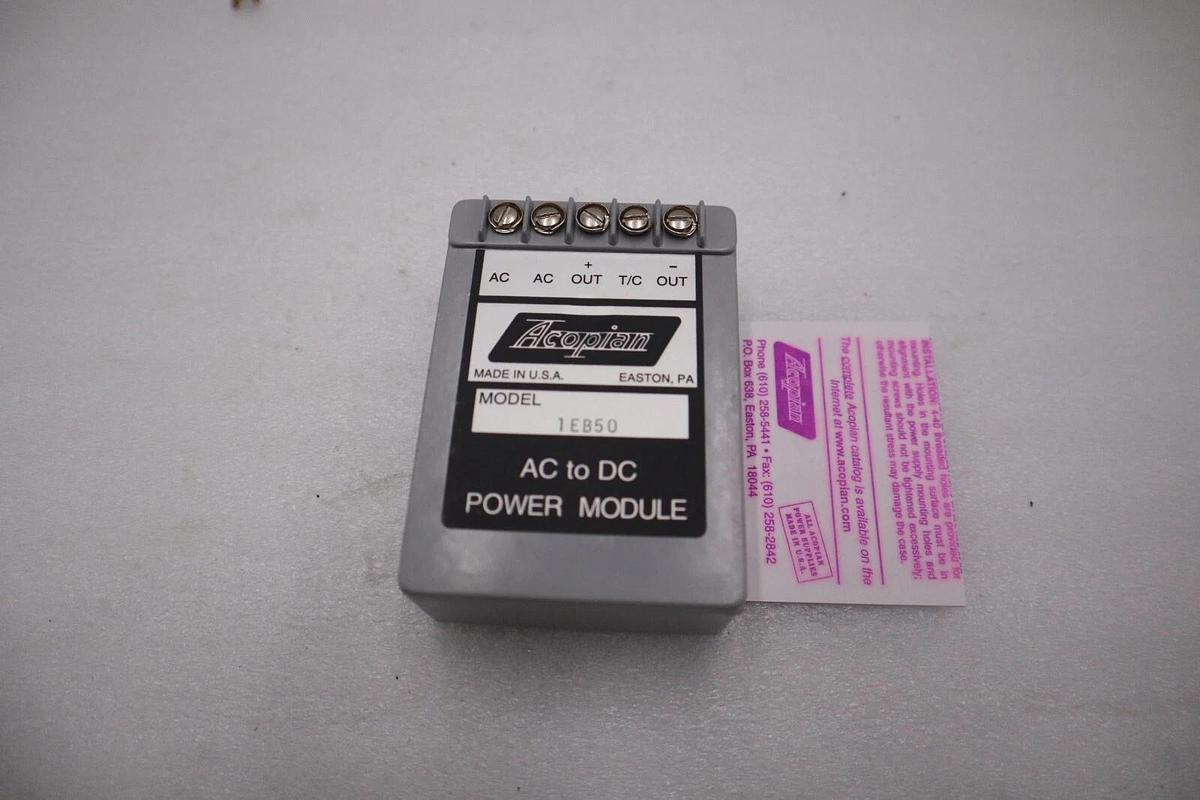 + −
AC AC OUT T/C OUT
Acopian
MADE IN U.S.A. EASTON, PA
MODEL
1EB50
AC to DC
POWER MODULE
INSTALLATION: 4-40 threaded holes are provided for
mounting. Holes in the mounting surface must be in
alignment with the power supply mounting holes and
mounting screws should not be tightened excessively;
otherwise the resultant stress may damage the case.
The complete Acopian catalog is available on the
Internet at www.acopian.com
Acopian
ALL ACOPIAN
POWER SUPPLIES
MADE IN U.S.A.
Phone (610) 258-5441 • Fax: (610) 258-2842
P.O. Box 638, Easton, PA 18044